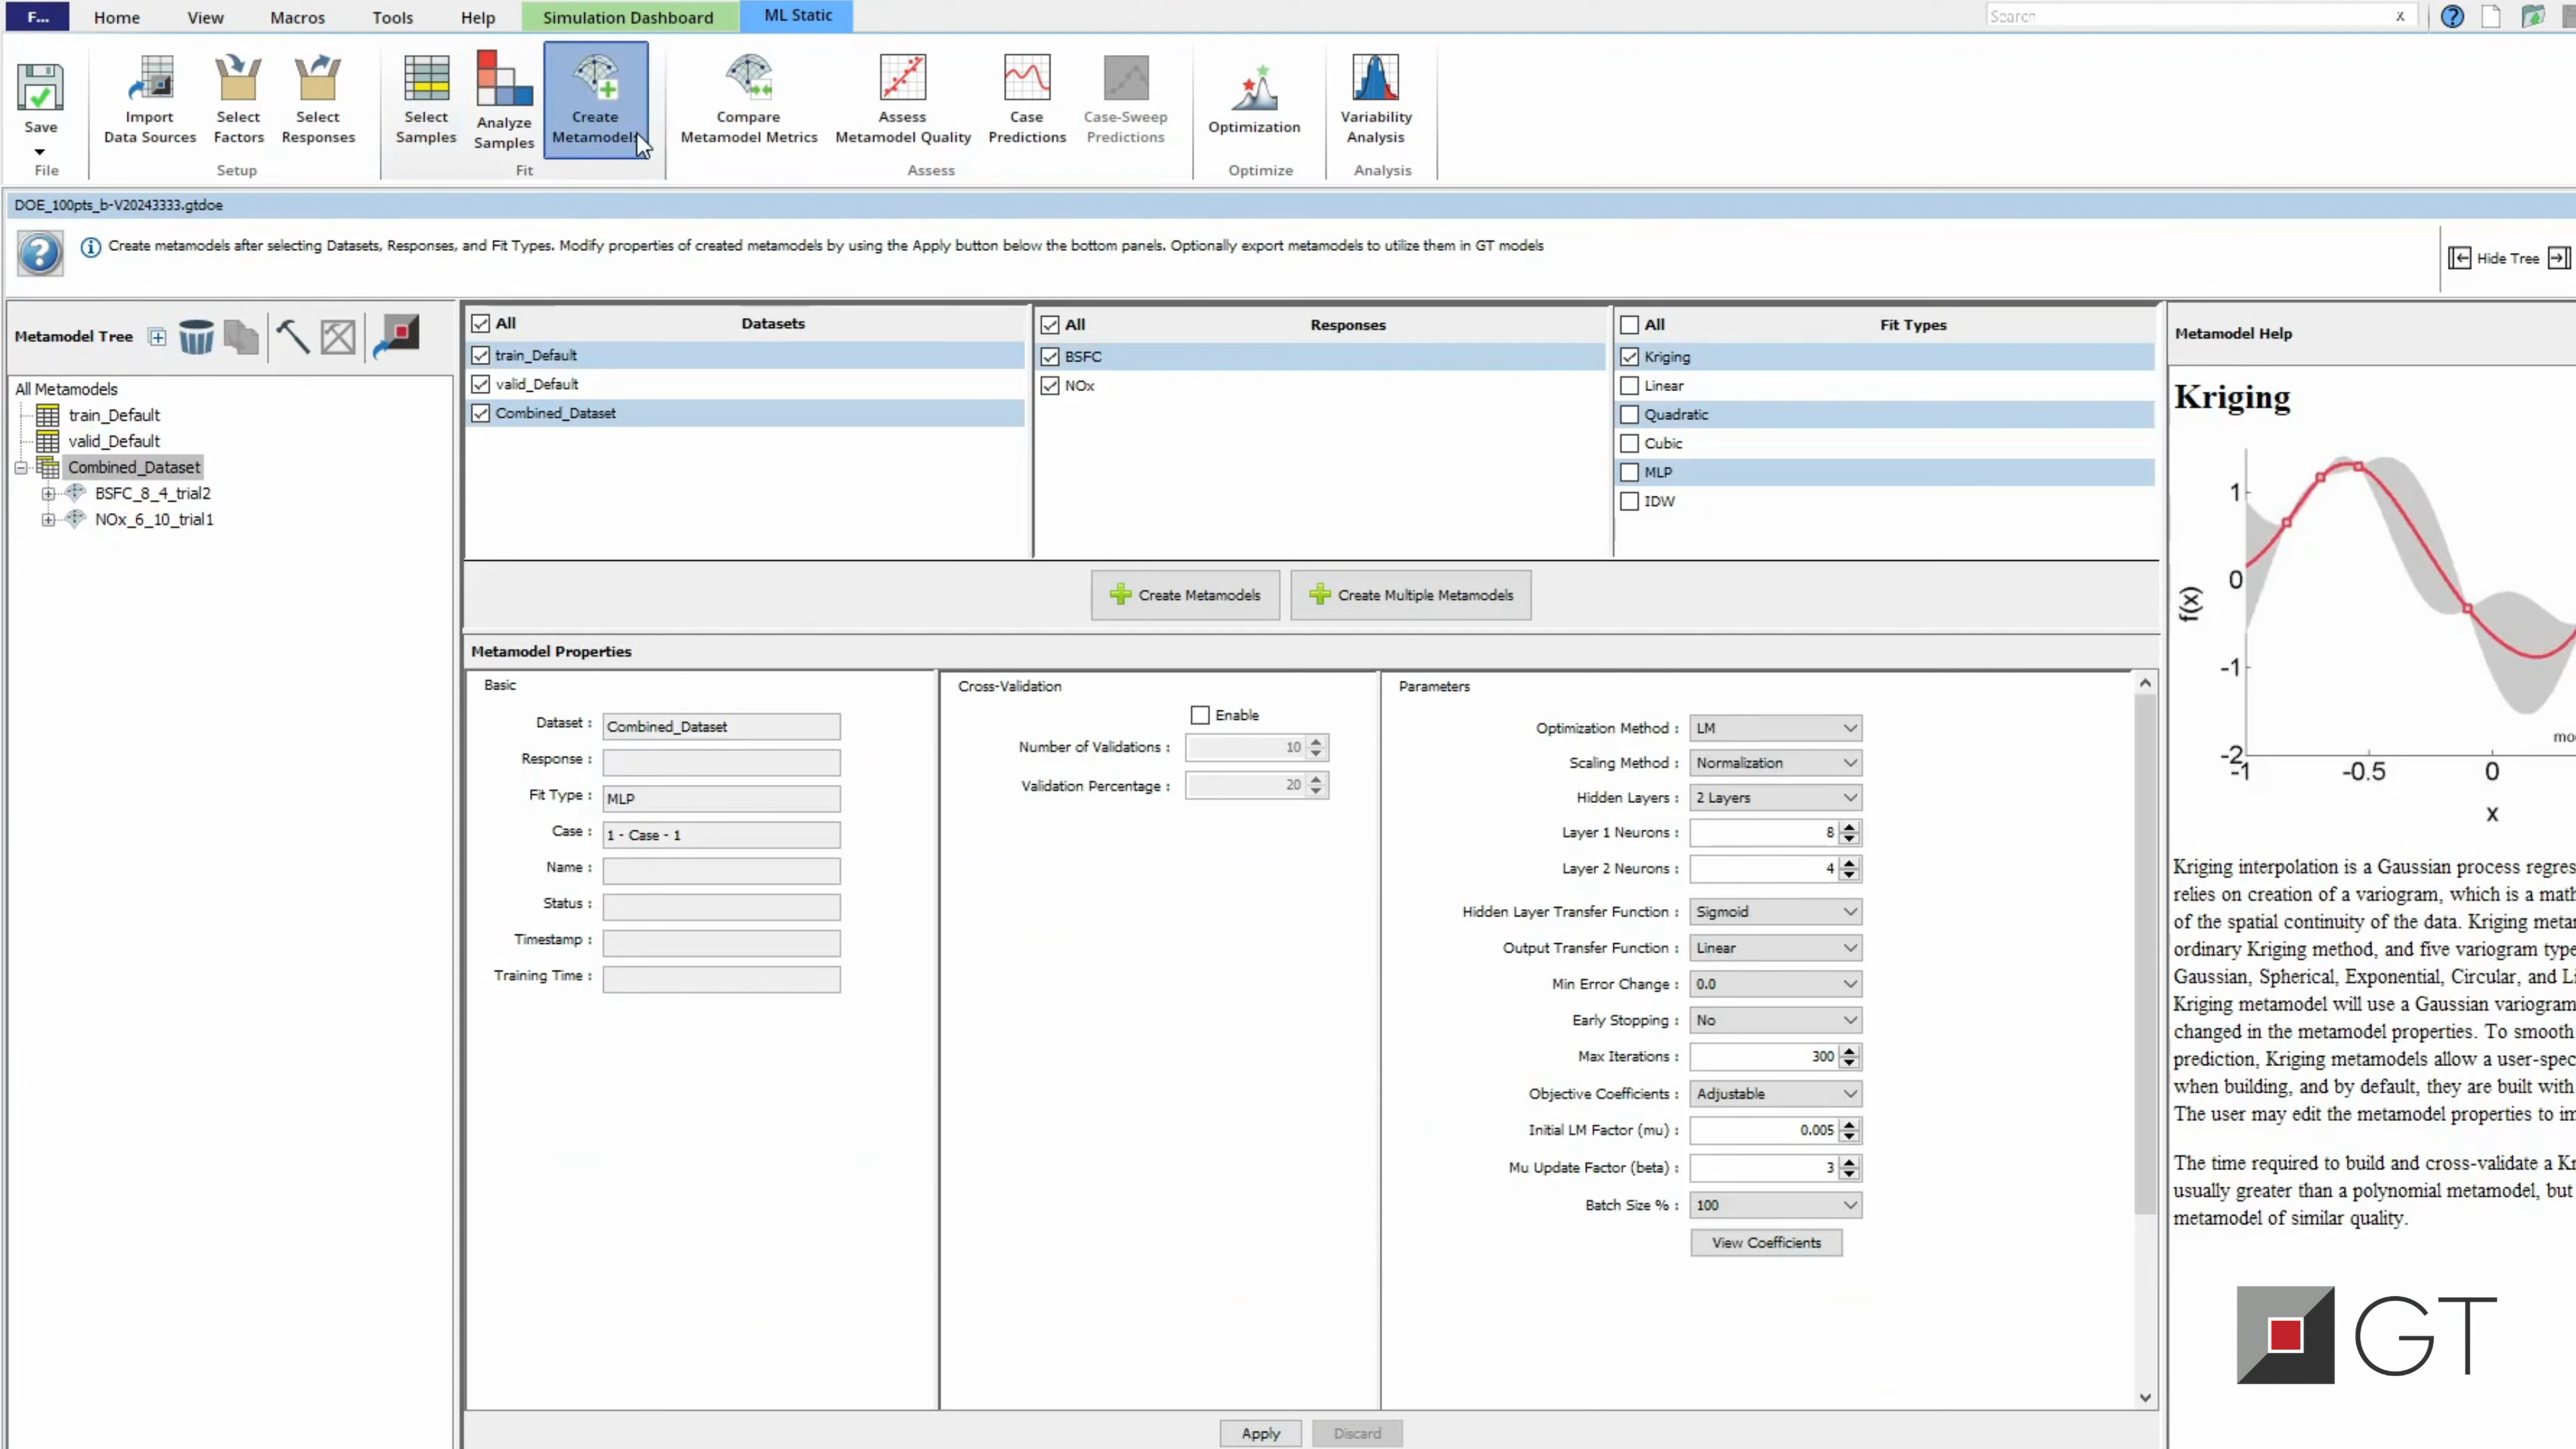 F...
Home
View
Macros
Tools
Help
Simulation Dashboard
ML Static
Search
x
Save
File
Import
Data Sources
Select
Factors
Select
Responses
Setup
Select
Samples
Analyze
Samples
Create
Metamodels
Fit
Compare
Metamodel Metrics
Assess
Metamodel Quality
Case
Predictions
Case-Sweep
Predictions
Assess
Optimization
Optimize
Variability
Analysis
Analysis
DOE_100pts_b-V20243333.gtdoe
Create metamodels after selecting Datasets, Responses, and Fit Types. Modify properties of created metamodels by using the Apply button below the bottom panels. Optionally export metamodels to utilize them in GT models
Hide Tree
Metamodel Tree
All Metamodels
train_Default
valid_Default
Combined_Dataset
BSFC_8_4_trial2
NOx_6_10_trial1
All Datasets
train_Default
valid_Default
Combined_Dataset
All Responses
BSFC
NOx
All Fit Types
Kriging
Linear
Quadratic
Cubic
MLP
IDW
Create Metamodels
Create Multiple Metamodels
Metamodel Properties
Basic
Dataset : Combined_Dataset
Response :
Fit Type : MLP
Case : 1 - Case - 1
Name :
Status :
Timestamp :
Training Time :
Cross-Validation
Enable
Number of Validations : 10
Validation Percentage : 20
Parameters
Optimization Method : LM
Scaling Method : Normalization
Hidden Layers : 2 Layers
Layer 1 Neurons : 8
Layer 2 Neurons : 4
Hidden Layer Transfer Function : Sigmoid
Output Transfer Function : Linear
Min Error Change : 0.0
Early Stopping : No
Max Iterations : 300
Objective Coefficients : Adjustable
Initial LM Factor (mu) : 0.005
Mu Update Factor (beta) : 3
Batch Size % : 100
View Coefficients
Apply
Discard
Metamodel Help
Kriging
1
0
-1
-2
f(x)
-1
-0.5
0
x
Kriging interpolation is a Gaussian process
relies on creation of a variogram, which is a
of the spatial continuity of the data. Kriging
ordinary Kriging method, and five variogram
Gaussian, Spherical, Exponential, Circular, and
Kriging metamodel will use a Gaussian variogram
changed in the metamodel properties. To smooth
prediction, Kriging metamodels allow a
when building, and by default, they are built with
The user may edit the metamodel properties to
The time required to build and cross-validate a
usually greater than a polynomial metamodel, but
metamodel of similar quality.
GT